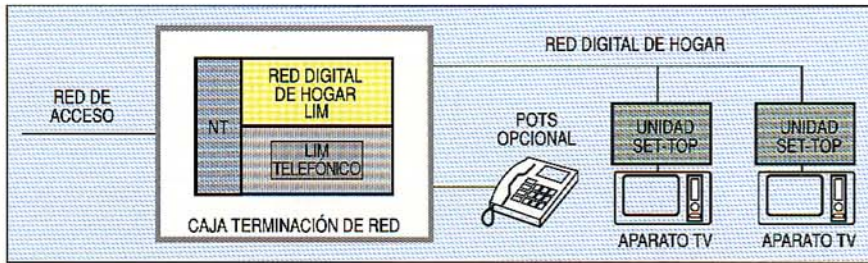 RED DE
ACCESO
NT
RED DIGITAL
DE HOGAR
LIM
LIM
TELEFÓNICO
CAJA TERMINACIÓN DE RED
RED DIGITAL DE HOGAR
POTS
OPCIONAL
UNIDAD
SET-TOP
APARATO TV
UNIDAD
SET-TOP
APARATO TV